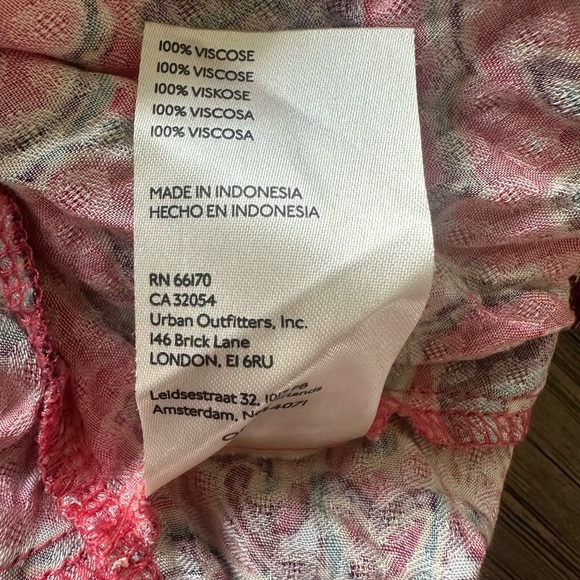 100% VISCOSE
100% VISCOSE
100% VISKOSE
100% VISCOSA
100% VISCOSA
MADE IN INDONESIA
HECHO EN INDONESIA
RN 66170
CA 32054
Urban Outfitters, Inc.
146 Brick Lane
LONDON, E1 6RU
Leidsestraat 32,
Amsterdam,